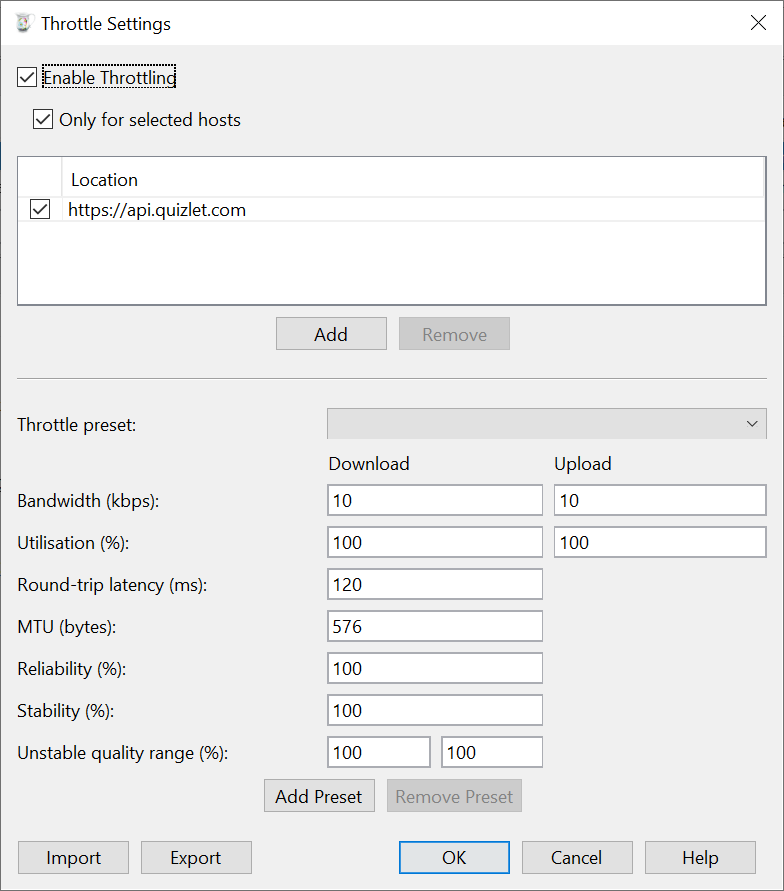 Throttle Settings
Enable Throttling
Only for selected hosts
Location
https://api.quizlet.com
Add Remove
Throttle preset:
Download Upload
Bandwidth (kbps): 10 10
Utilisation (%): 100 100
Round-trip latency (ms): 120
MTU (bytes): 576
Reliability (%): 100
Stability (%): 100
Unstable quality range (%): 100 100
Add Preset Remove Preset
Import Export OK Cancel Help